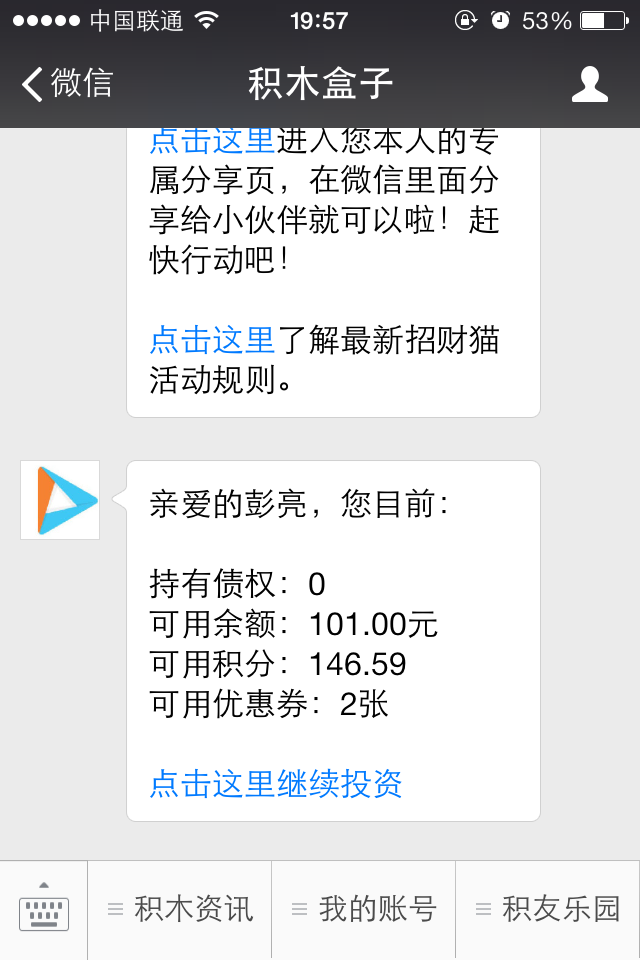 中国联通 19:57 53%
微信 积木盒子
点击这里进入您本人的专
属分享页，在微信里面分
享给小伙伴就可以啦！赶
快行动吧！
点击这里了解最新招财猫
活动规则。
亲爱的彭亮，您目前：
持有债权：0
可用余额：101.00元
可用积分：146.59
可用优惠券：2张
点击这里继续投资
积木资讯 我的账号 积友乐园